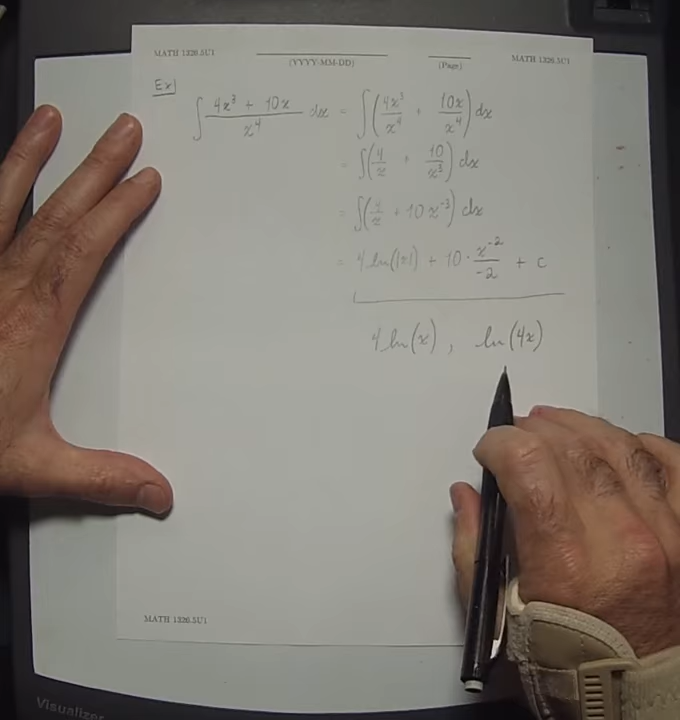 MATH 1326.5U1 (YYYY-MM-DD) (Page) MATH 1326.5U1
Ex1
∫ (4x³ + 10x)/x⁴ dx = ∫(4x³/x⁴ + 10x/x⁴) dx
= ∫(4/x + 10/x³) dx
= ∫(4/x + 10x⁻³) dx
= 4 ln(|x|) + 10 · x⁻²/-2 + c
4 ln(x), ln(4x)
MATH 1326.5U1
Visualizer